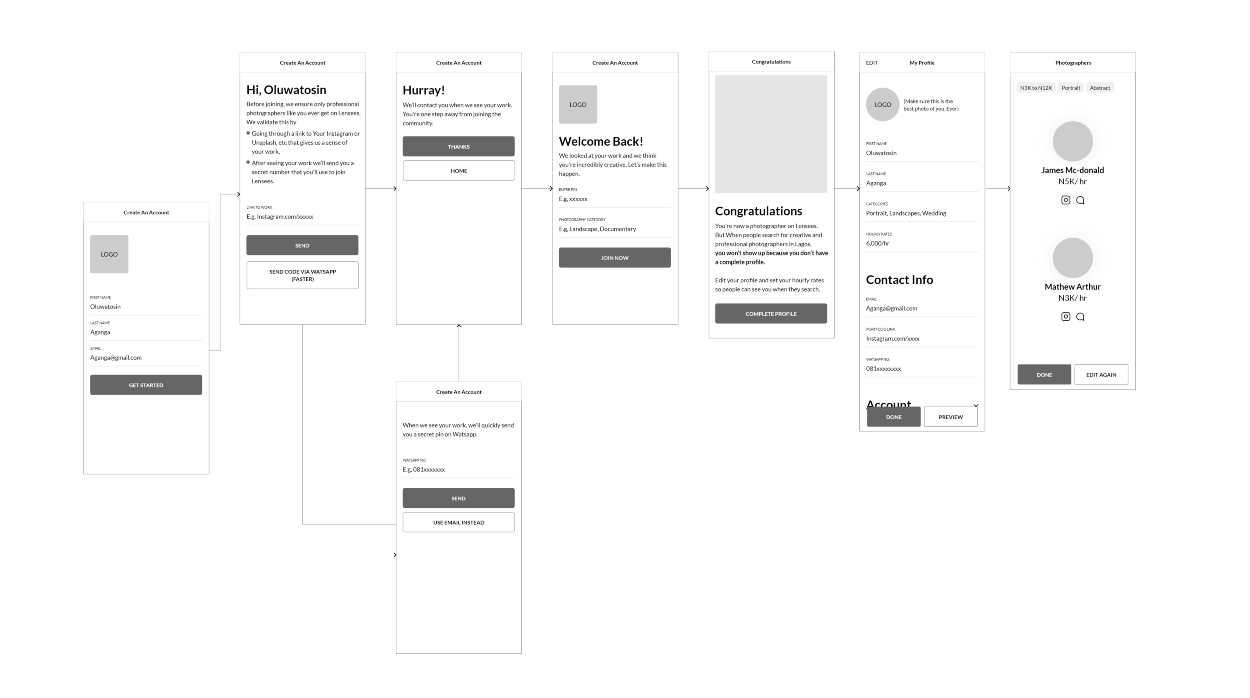 Create An Account
LOGO
FIRST NAME
Oluwatosin
LAST NAME
Aganga
EMAIL
Aganga@gmail.com
GET STARTED
Create An Account
Hi, Oluwatosin
Before joining, we ensure only professional
photographers like you ever get on Lensees.
We validate this by
Going through a link to Your Instagram or
Unsplash, etc that gives us a sense of
your work.
After seeing your work we'll send you a
secret number that you'll use to join
Lensees.
LINK TO WORK
E.g. Instagram.com/xxxxx
SEND
SEND CODE VIA WATSAPP
(FASTER)
Create An Account
Hurray!
We'll contact you when we see your work.
You're one step away from joining the
community.
THANKS
HOME
Create An Account
When we see your work, we'll quickly send
you a secret pin on Watsapp.
WATSAPP NO
E.g. 081xxxxxxx
SEND
USE EMAIL INSTEAD
Create An Account
LOGO
Welcome Back!
We looked at your work and we think
you're incredibly creative. Let's make this
happen.
ENTER PIN
E.g, xxxxxx
PHOTOGRAPHY CATEGORY
E.g, Landscape, Documentary
JOIN NOW
Congratulations
Congratulations
You're now a photographer on Lensees.
But When people search for creative and
professional photographers in Lagos,
you won't show up because you don't have
a complete profile.
Edit your profile and set your hourly rates
so people can see you when they search.
COMPLETE PROFILE
EDIT
My Profile
LOGO
(Make sure this is the
best photo of you. Ever)
FIRST NAME
Oluwatosin
LAST NAME
Aganga
CATEGORIES
Portrait, Landscapes, Wedding
HOURLY RATES
6,000/hr
Contact Info
EMAIL
Aganga@gmail.com
PORTFOLIO LINK
Instagram.com/xxxx
WATSAPP NO.
081xxxxxxxx
Account
DONE
PREVIEW
Photographers
N3K to N12K
Portrait
Abstract
James Mc-donald
N5K/ hr
Mathew Arthur
N3K/ hr
DONE
EDIT AGAIN